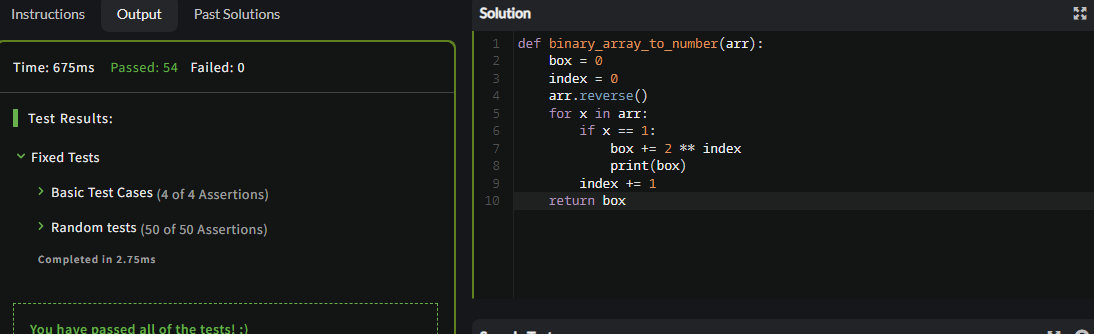 Instructions Output Past Solutions
Time: 675ms Passed: 54 Failed: 0
Test Results:
Fixed Tests
Basic Test Cases (4 of 4 Assertions)
Random tests (50 of 50 Assertions)
Completed in 2.75ms
You have passed all of the tests! :)
Solution
1 def binary_array_to_number(arr):
2     box = 0
3     index = 0
4     arr.reverse()
5     for x in arr:
6         if x == 1:
7             box += 2 ** index
8             print(box)
9         index += 1
10     return box